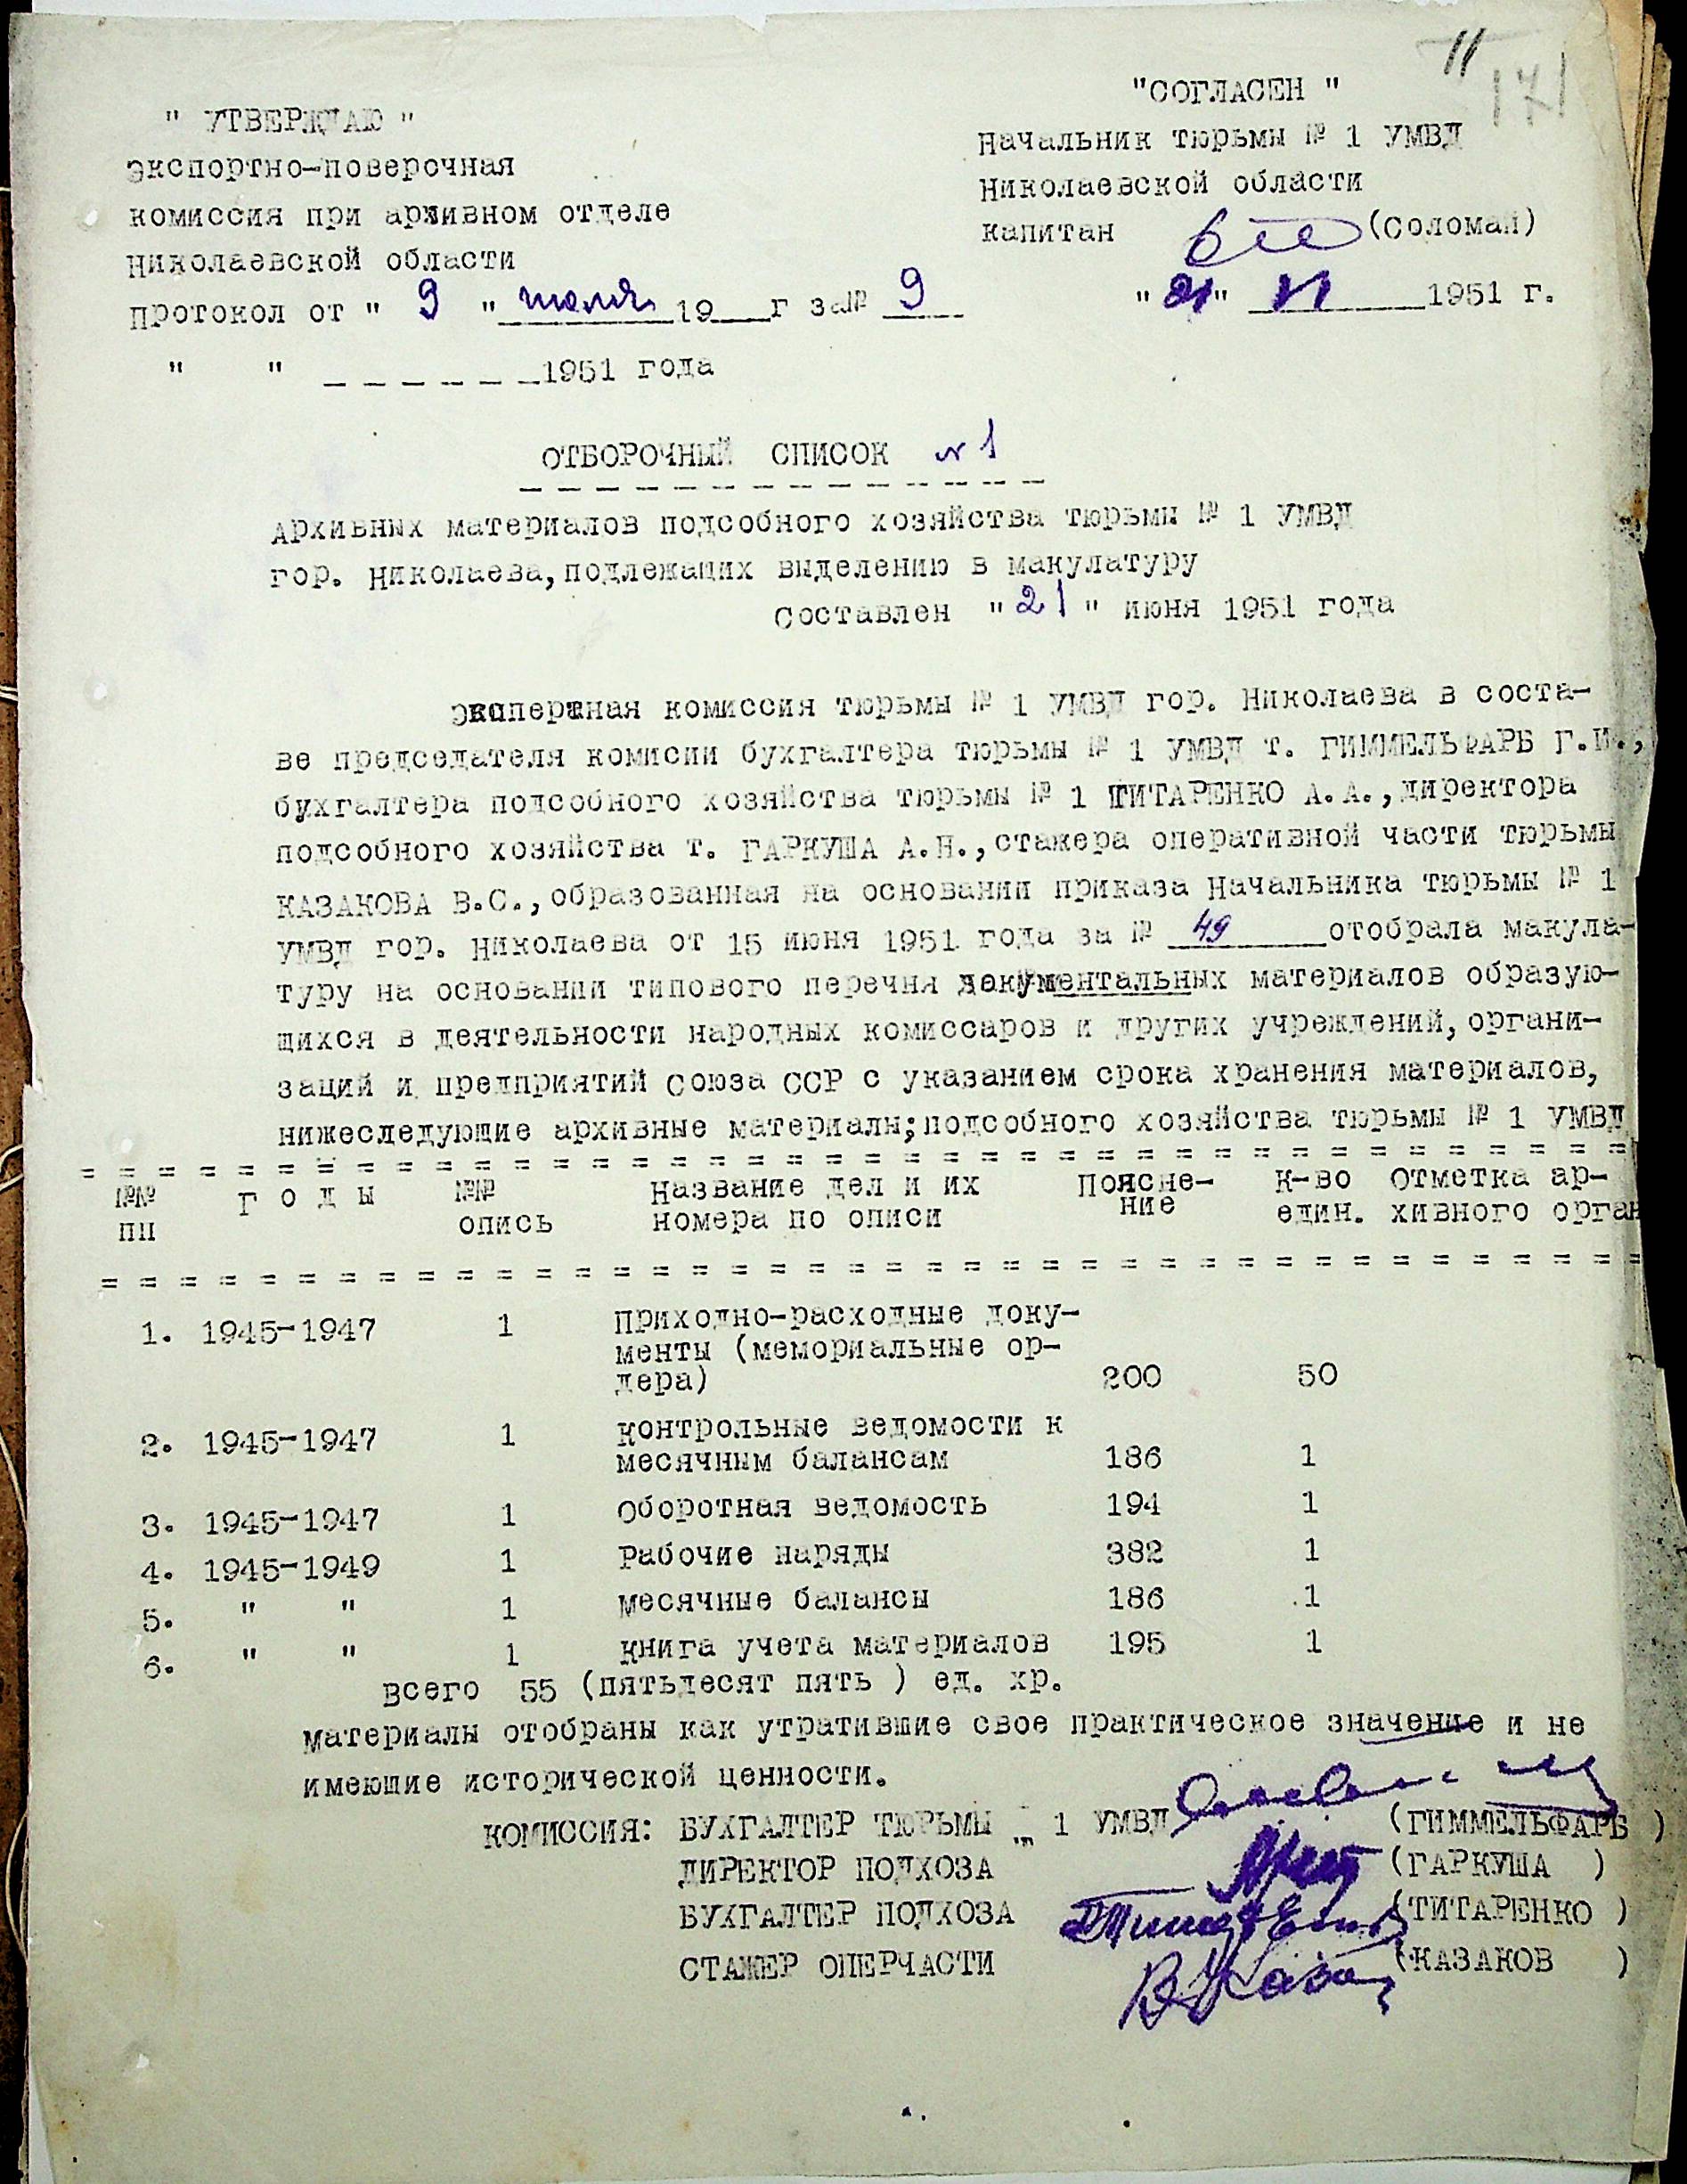 11
171
"СОГЛАСЕН "
" УТВЕРЖДАЮ "
Начальник тюрьмы № 1 УМВД
экспортно-поверочная
Николаевской области
комиссия при архивном отделе
капитан (Соломай)
Николаевской области
Протокол от " 9 " июля 19 г за№ 9
"21" VI 1951 г.
" " _ _ _ _ _ _ _1951 года
ОТБОРОЧНЫЙ СПИСОК №1
Архивных материалов подсобного хозяйства тюрьмы № 1 УМВД
гор. Николаева,подлежащих выделению в макулатуру
Составлен "21" июня 1951 года
экспертная комиссия тюрьмы № 1 УМВД гор. Николаева в соста-
ве председателя комисии бухгалтера тюрьмы № 1 УМВД т. ГИММЕЛЬФАРБ Г.И.,
бухгалтера подсобного хозяйства тюрьмы № 1 ТИТАРЕНКО А.А.,директора
подсобного хозяйства т. ГАРКУША А.Н.,стажера оперативной части тюрьмы
КАЗАКОВА В.С.,образованная на основании приказа Начальника тюрьмы № 1
УМВД гор. Николаева от 15 июня 1951 года за № 49 отобрала макула-
туру на основании типового перечня документальных материалов образую-
щихся в деятельности народных комиссаров и других учреждений,органи-
заций и предприятий Союза ССР с указанием срока хранения материалов,
нижеследующие архивные материалы;подсобного хозяйства тюрьмы № 1 УМВД
№№ пп Г о д ы №№ опись Название дел и их номера по описи Поясне-ние К-во един. Отметка ар-хивного орган
1. 1945-1947 1 Приходно-расходные доку-
менты (мемориальные ор-
дера) 200 50
2. 1945-1947 1 Контрольные ведомости к
месячным балансам 186 1
3. 1945-1947 1 Оборотная ведомость 194 1
4. 1945-1949 1 Рабочие наряды 382 1
5. " " 1 Месячные балансы 186 1
6. " " 1 Книга учета материалов 195 1
Всего 55 (пятьдесят пять ) ед. хр.
Материалы отобраны как утратившие свое практическое значение и не
имеющие исторической ценности.
КОМИССИЯ: БУХГАЛТЕР ТЮРЬМЫ № 1 УМВД (ГИММЕЛЬФАРБ )
ДИРЕКТОР ПОДХОЗА (ГАРКУША )
БУХГАЛТЕР ПОДХОЗА (ТИТАРЕНКО )
СТАЖЕР ОПЕРЧАСТИ (КАЗАКОВ )